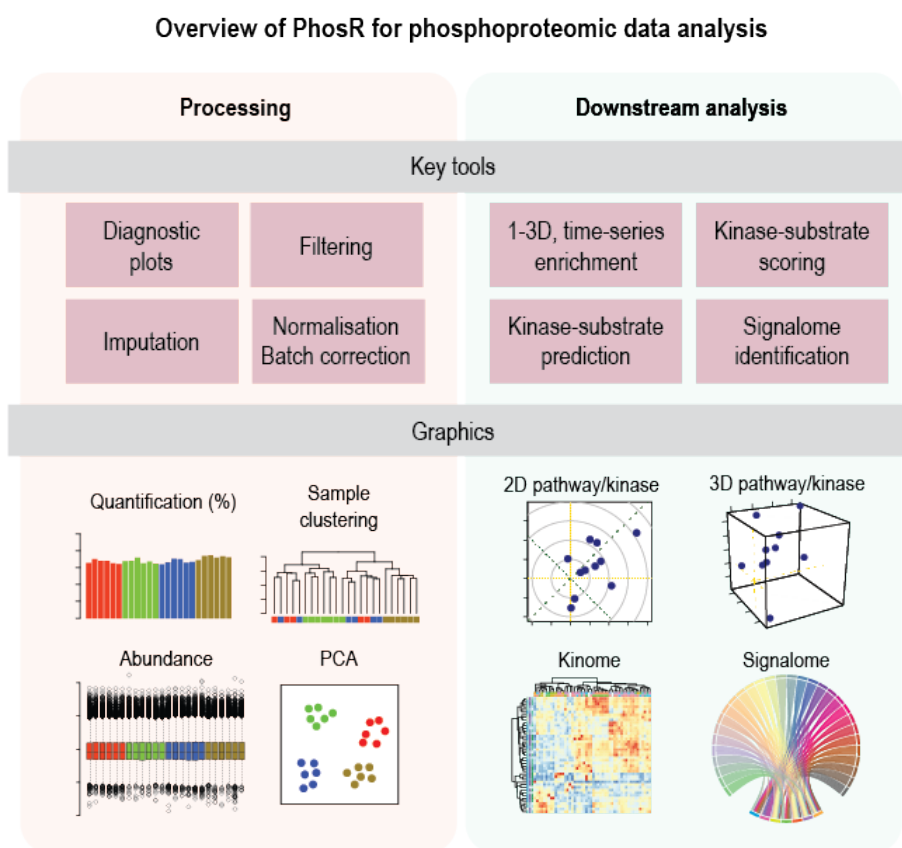 Overview of PhosR for phosphoproteomic data analysis
Processing
Downstream analysis
Key tools
Diagnostic
plots
Filtering
Imputation
Normalisation
Batch correction
1-3D, time-series
enrichment
Kinase-substrate
scoring
Kinase-substrate
prediction
Signalome
identification
Graphics
Quantification (%)
Sample
clustering
Abundance
PCA
2D pathway/kinase
3D pathway/kinase
Kinome
Signalome